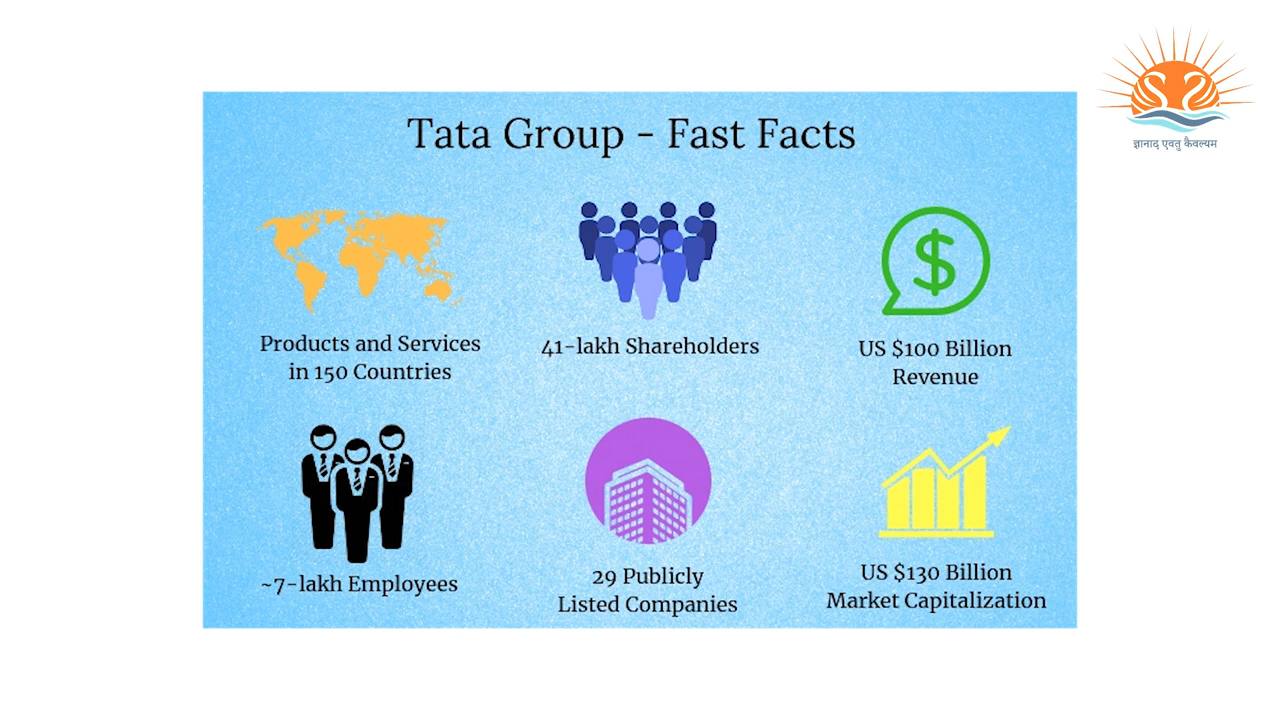 Tata Group - Fast Facts
ज्ञानाद् एवतु कैवल्यम
Products and Services
in 150 Countries
41-lakh Shareholders
US $100 Billion
Revenue
~7-lakh Employees
29 Publicly
Listed Companies
US $130 Billion
Market Capitalization